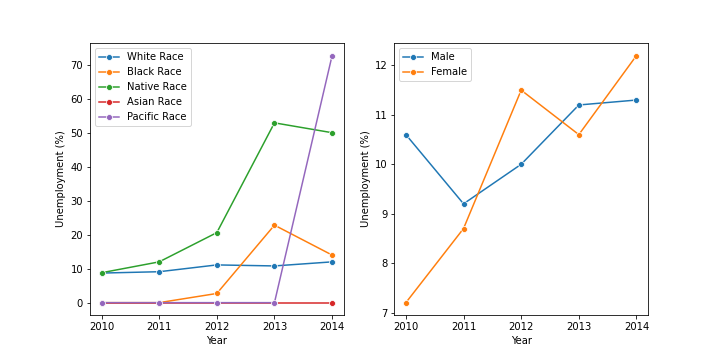 White Race
Black Race
Native Race
Asian Race
Pacific Race
Unemployment (%)
70
60
50
40
30
20
10
0
2010 2011 2012 2013 2014
Year
Male
Female
Unemployment (%)
12
11
10
9
8
7
2010 2011 2012 2013 2014
Year